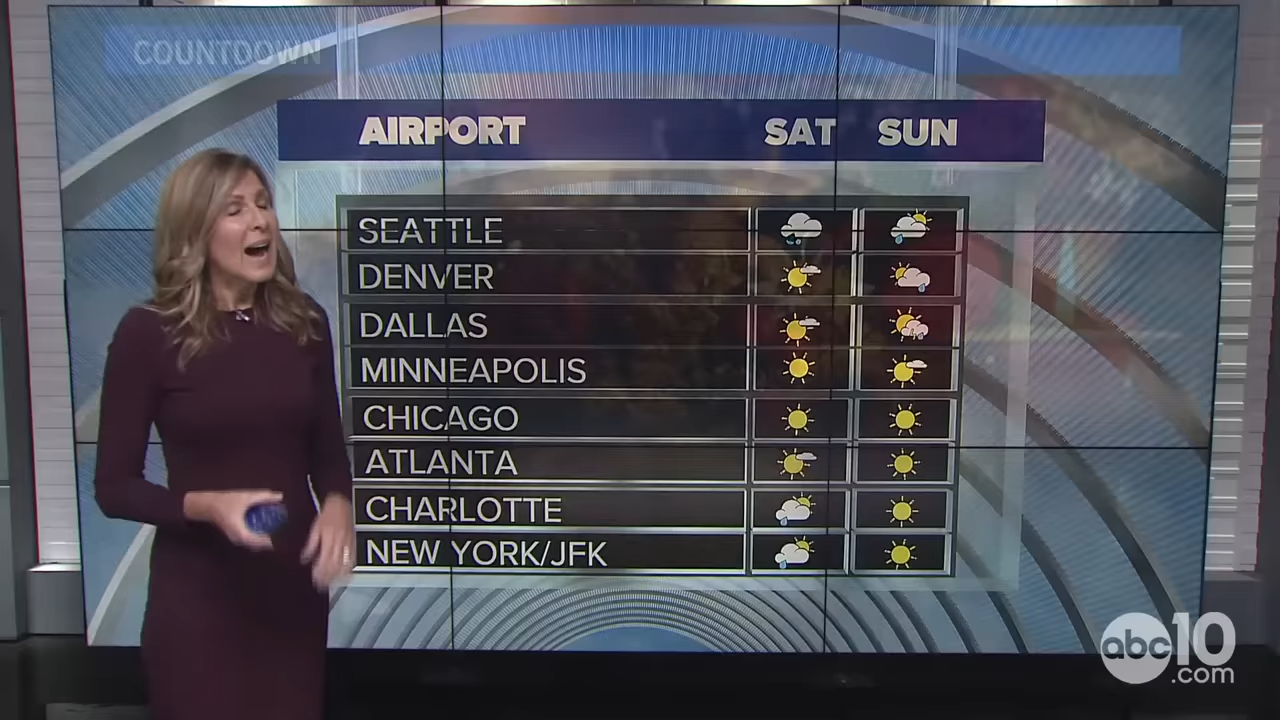 COUNTDOWN
AIRPORT SAT SUN
SEATTLE
DENVER
DALLAS
MINNEAPOLIS
CHICAGO
ATLANTA
CHARLOTTE
NEW YORK/JFK
abc10
.com